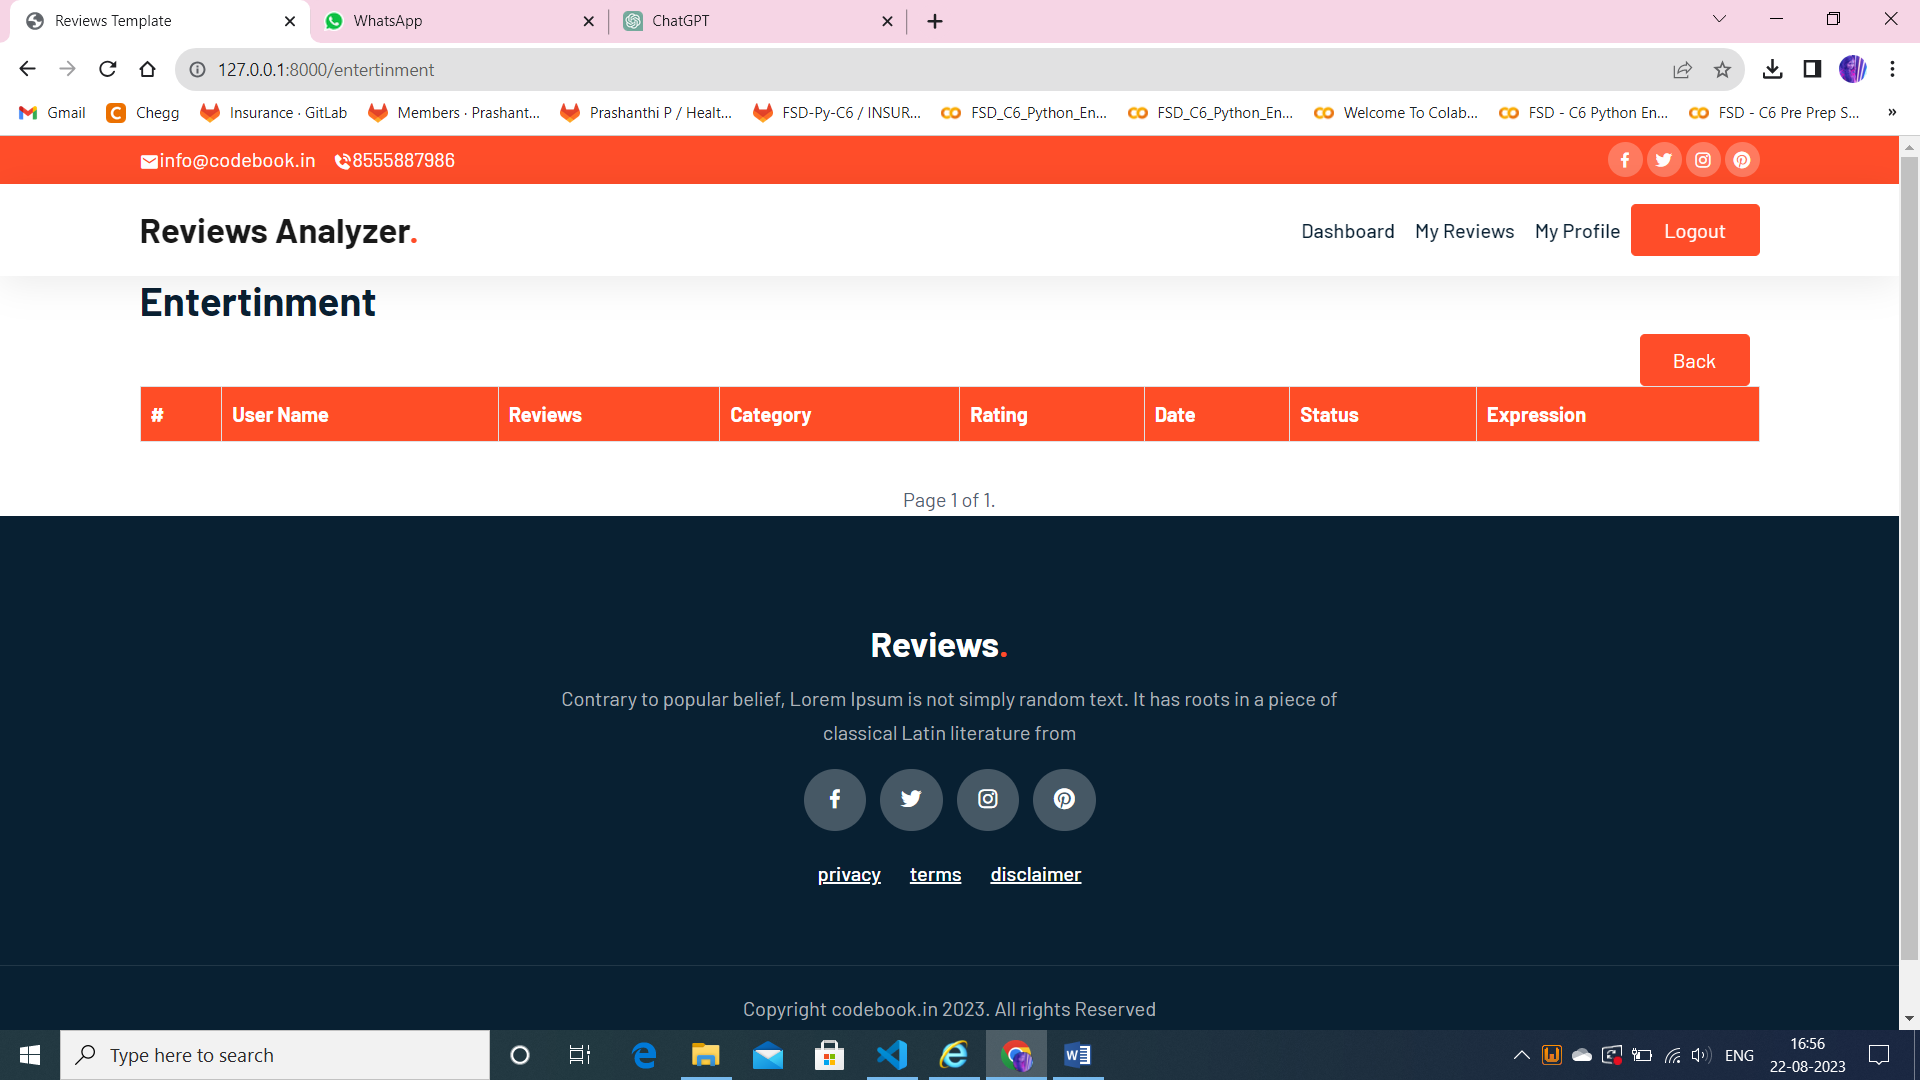 Reviews Template
WhatsApp
ChatGPT
127.0.0.1:8000/entertinment
Gmail
Chegg
Insurance · GitLab
Members · Prashant...
Prashanthi P / Healt...
FSD-Py-C6 / INSUR...
FSD_C6_Python_En...
FSD_C6_Python_En...
Welcome To Colab...
FSD - C6 Python En...
FSD - C6 Pre Prep S...
»
info@codebook.in 8555887986
Reviews Analyzer.
Dashboard My Reviews My Profile Logout
Entertinment
Back
# User Name Reviews Category Rating Date Status Expression
Page 1 of 1.
Reviews.
Contrary to popular belief, Lorem Ipsum is not simply random text. It has roots in a piece of
classical Latin literature from
privacy terms disclaimer
Copyright codebook.in 2023. All rights Reserved
Type here to search
ENG
16:56
22-08-2023